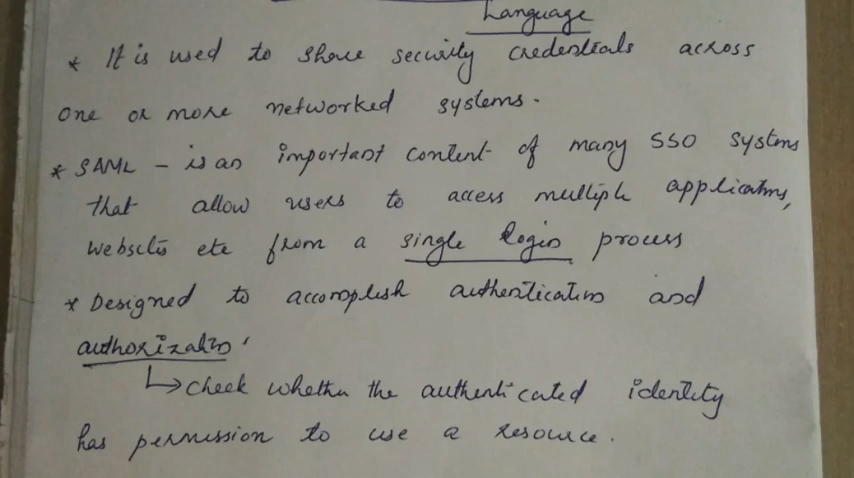 Language
* It is used to share security credentials across
one or more networked systems.
* SAML - is an important content of many SSO systems
that allow users to access multiple applications,
websites etc from a single login process
* Designed to accomplish authentication and
authorization.
↳ check whether the authenticated identity
has permission to use a resource.